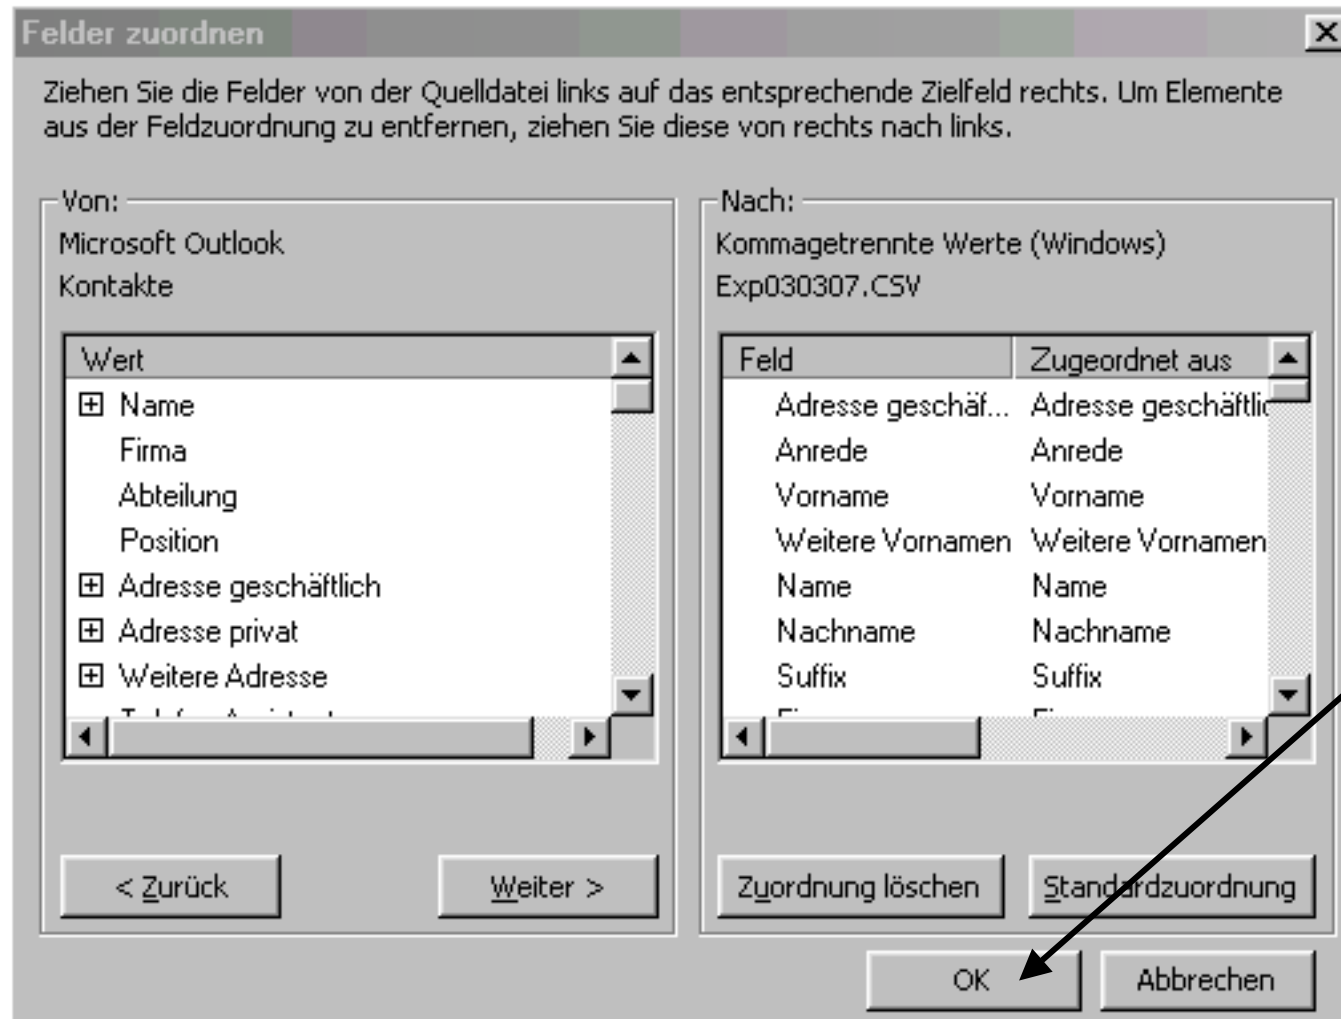 Felder zuordnen
Ziehen Sie die Felder von der Quelldatei links auf das entsprechende Zielfeld rechts. Um Elemente
aus der Feldzuordnung zu entfernen, ziehen Sie diese von rechts nach links.
Von:
Microsoft Outlook
Kontakte
Wert
Name
Firma
Abteilung
Position
Adresse geschäftlich
Adresse privat
Weitere Adresse
< Zurück
Weiter >
Nach:
Kommagetrennte Werte (Windows)
Exp030307.CSV
Feld Zugeordnet aus
Adresse geschäf... Adresse geschäftlic
Anrede Anrede
Vorname Vorname
Weitere Vornamen Weitere Vornamen
Name Name
Nachname Nachname
Suffix Suffix
Zuordnung löschen
Standardzuordnung
OK
Abbrechen